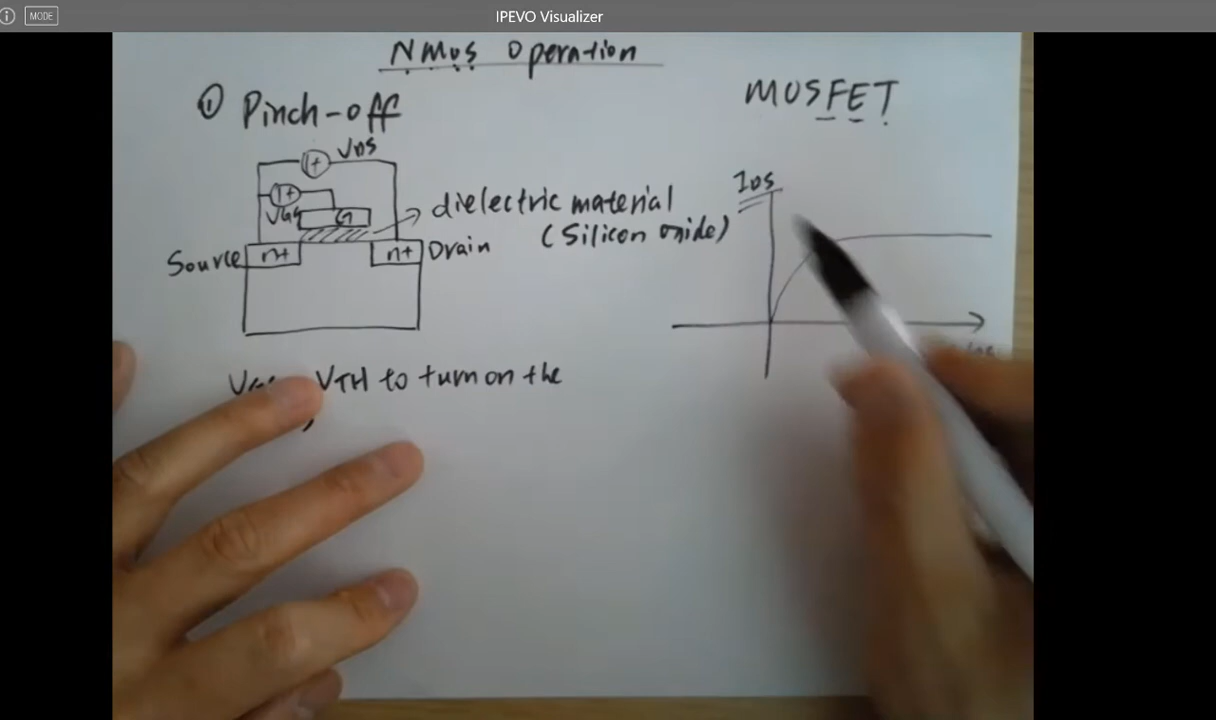 MODE
IPEVO Visualizer
NMOS Operation
① Pinch-off
MOSFET
VDS
VGS
G
dielectric material
(Silicon oxide)
Source
n+
n+
Drain
IDS
VTH to turn on the